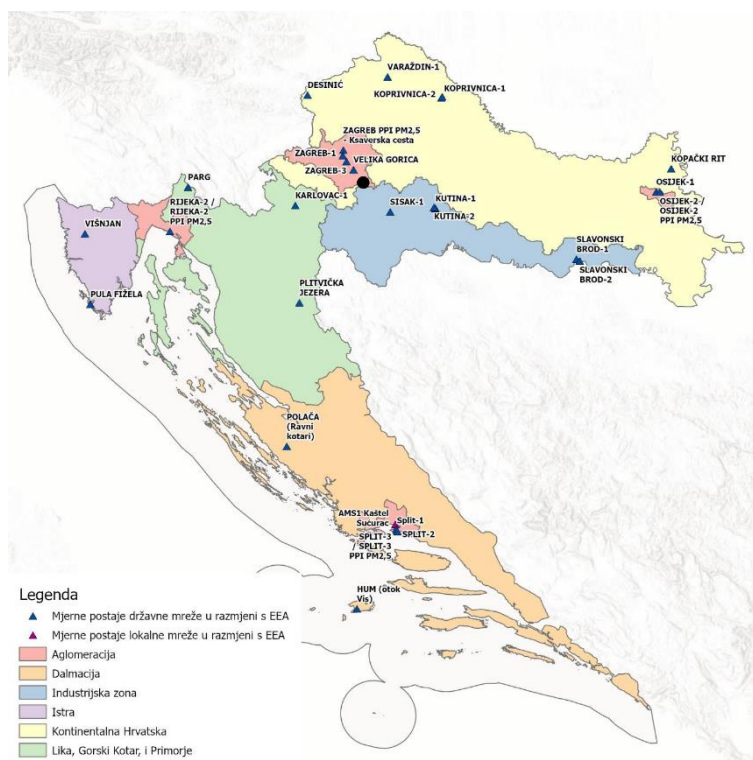 VARAŽDIN-1
DESINIĆ
KOPRIVNICA-1
KOPRIVNICA-2
ZAGREB PPI PM2,5
- Ksaverska cesta
ZAGREB-1
VELIKA GORICA
ZAGREB-3
KOPAČKI RIT
OSIJEK-1
OSIJEK-2 /
OSIJEK-2
PPI PM2,5
PARG
RIJEKA-2 /
RIJEKA-2
PPI PM2,5
KARLOVAC-1
SISAK-1
KUTINA-1
KUTINA-2
VIŠNJAN
SLAVONSKI
BROD-1
SLAVONSKI
BROD-2
PULA FIŽELA
PLITVIČKA
JEZERA
POLAČA
(Ravni
kotari)
AMS1 Kaštel
Sućurac
Split-1
SPLIT-2
SPLIT-3
/ SPLIT-3
PPI PM2,5
HUM (otok
Vis)
Legenda
Mjerne postaje državne mreže u razmjeni s EEA
Mjerne postaje lokalne mreže u razmjeni s EEA
Aglomeracija
Dalmacija
Industrijska zona
Istra
Kontinentalna Hrvatska
Lika, Gorski Kotar, i Primorje